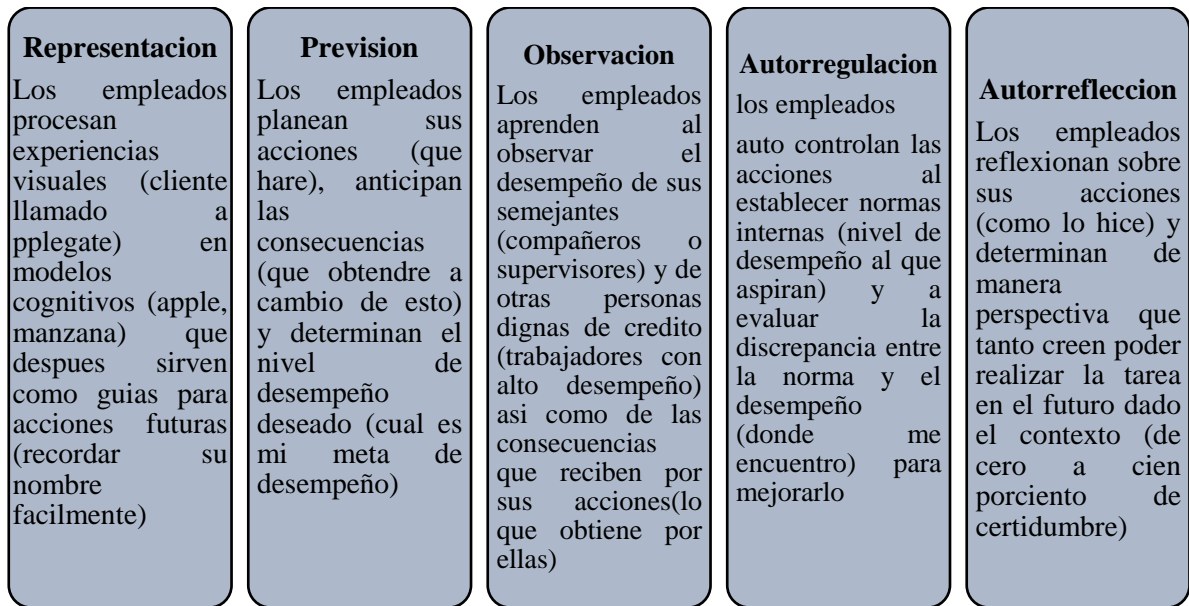 Representacion
Los empleados
procesan
experiencias
visuales (cliente
llamado a
pplegate) en
modelos
cognitivos (apple,
manzana) que
despues sirven
como guias para
acciones futuras
(recordar su
nombre
facilmente)
Prevision
Los empleados
planean sus
acciones (que
hare), anticipan
las
consecuencias
(que obtendre a
cambio de esto)
y determinan el
nivel de
desempeño
deseado (cual es
mi meta de
desempeño)
Observacion
Los empleados
aprenden al
observar el
desempeño de sus
semejantes
(compañeros o
supervisores) y de
otras personas
dignas de credito
(trabajadores con
alto desempeño)
asi como de las
consecuencias
que reciben por
sus acciones(lo
que obtiene por
ellas)
Autorregulacion
los empleados
auto controlan las
acciones al
establecer normas
internas (nivel de
desempeño al que
aspiran) y a
evaluar la
discrepancia entre
la norma y el
desempeño
(donde me
encuentro) para
mejorarlo
Autorrefleccion
Los empleados
reflexionan sobre
sus acciones
(como lo hice) y
determinan de
manera
perspectiva que
tanto creen poder
realizar la tarea
en el futuro dado
el contexto (de
cero a cien
porciento de
certidumbre)